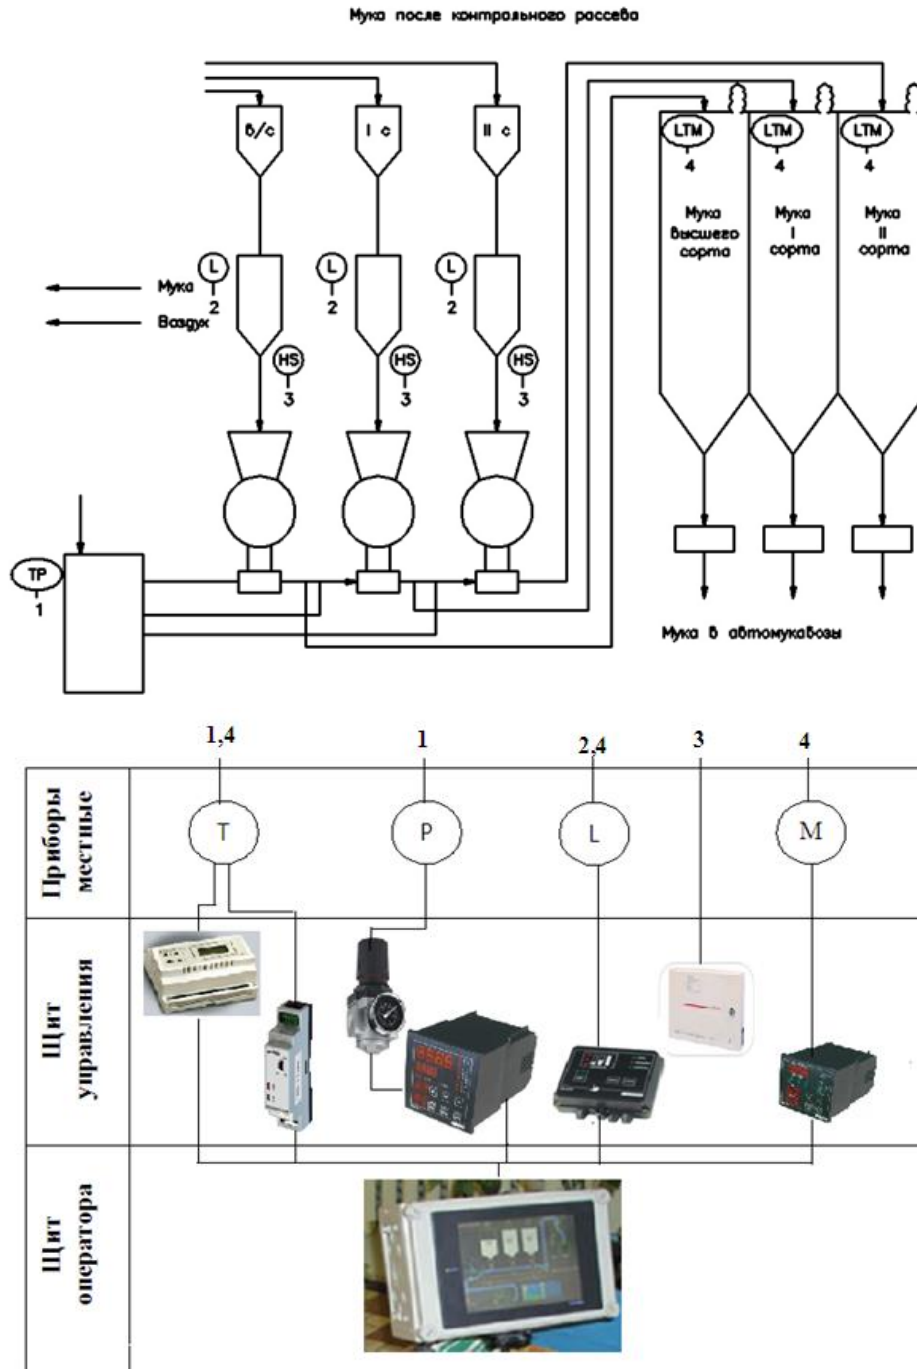 Мука после контрольного рассева
в/с
I с
II с
LTM
LTM
LTM
4
4
4
Мука
высшего
сорта
Мука
I
сорта
Мука
II
сорта
L
L
L
2
2
2
Мука
Воздух
HS
HS
HS
3
3
3
TP
1
Мука в автомукавозы
1,4
1
2,4
3
4
Приборы
местные
T
P
L
M
Щит
управления
Щит
оператора